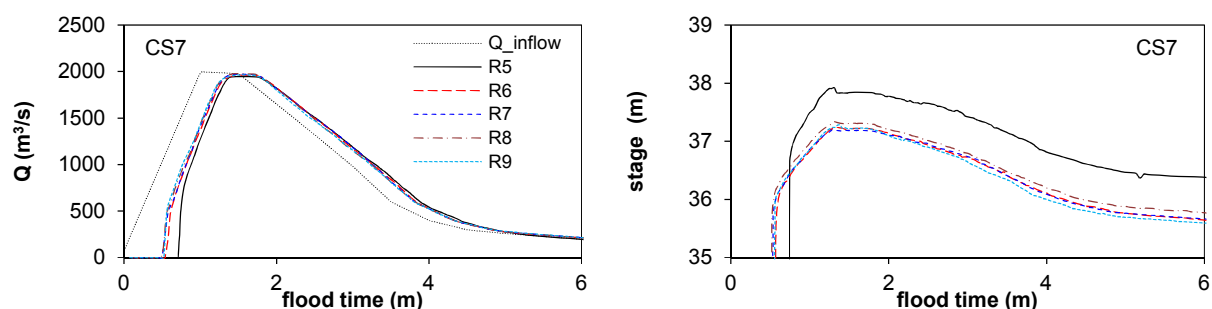 2500
2000
1500
1000
500
0
Q (m³/s)
CS7
Q_inflow
R5
R6
R7
R8
R9
0 2 4 6
flood time (m)
39
38
37
36
35
stage (m)
CS7
0 2 4 6
flood time (m)